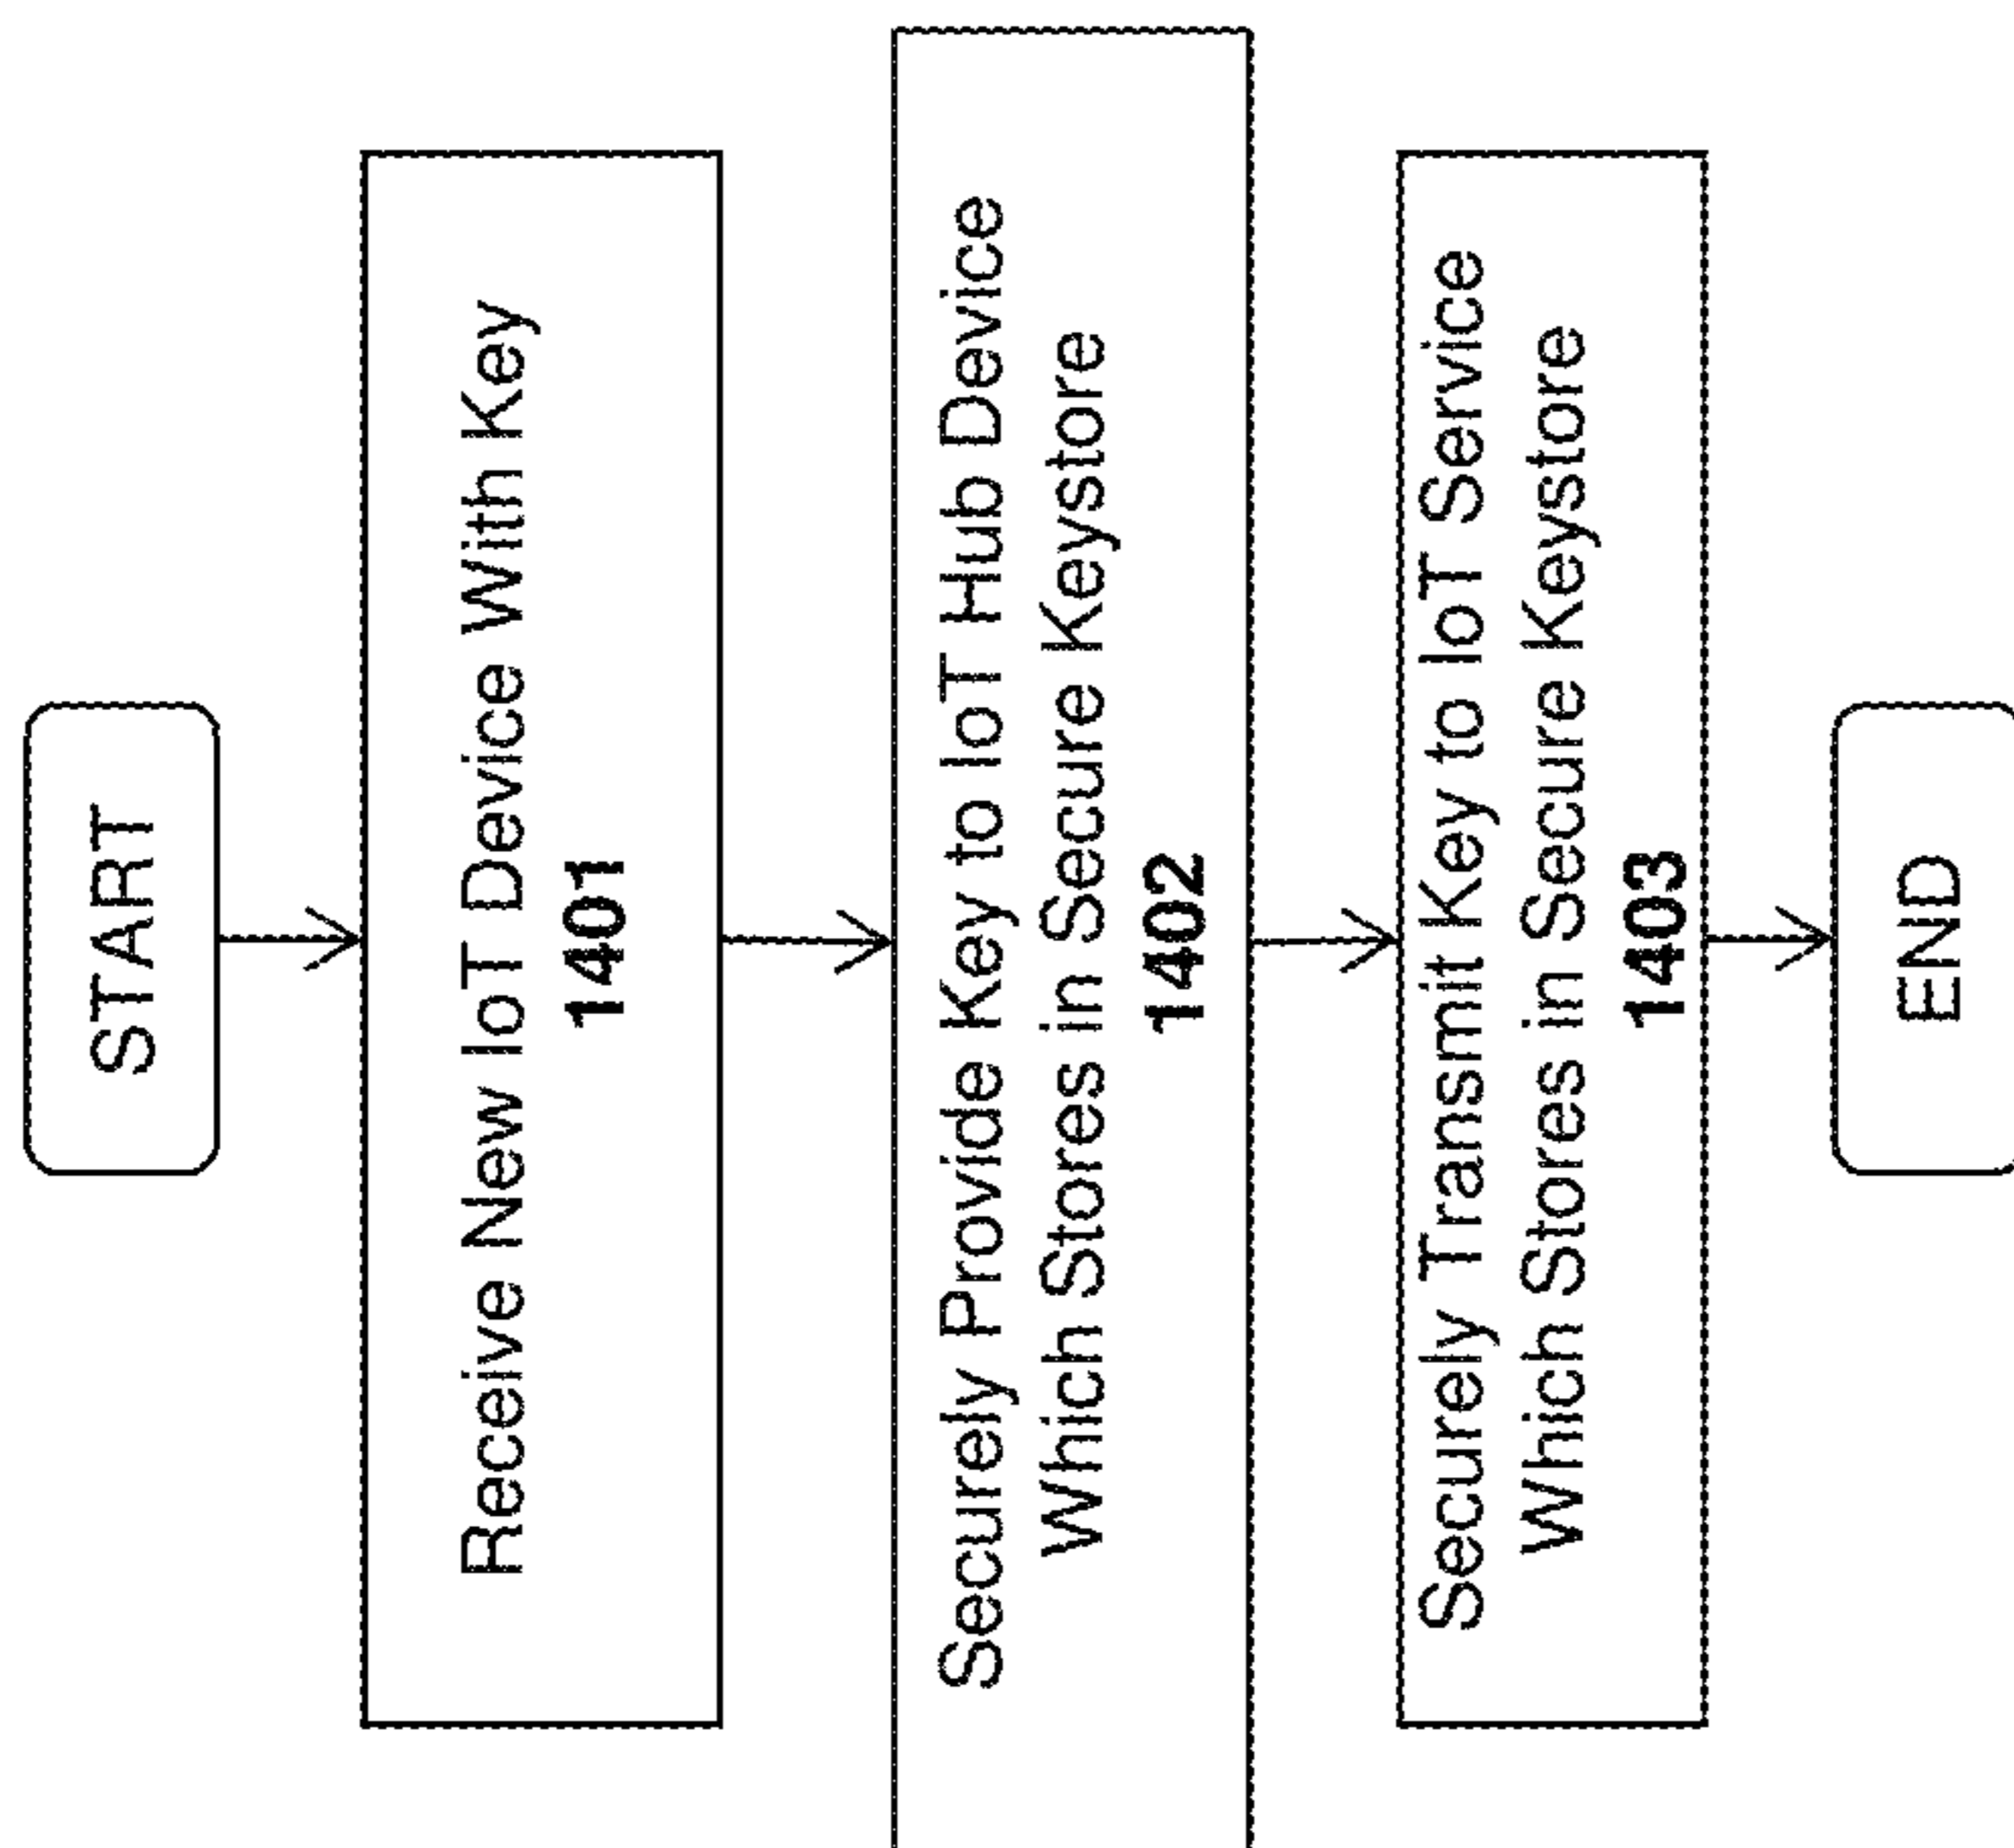 START
Receive New IoT Device With Key
1401
Securely Provide Key to IoT Hub Device
Which Stores in Secure Keystore
1402
Securely Transmit Key to IoT Service
Which Stores in Secure Keystore
1403
END